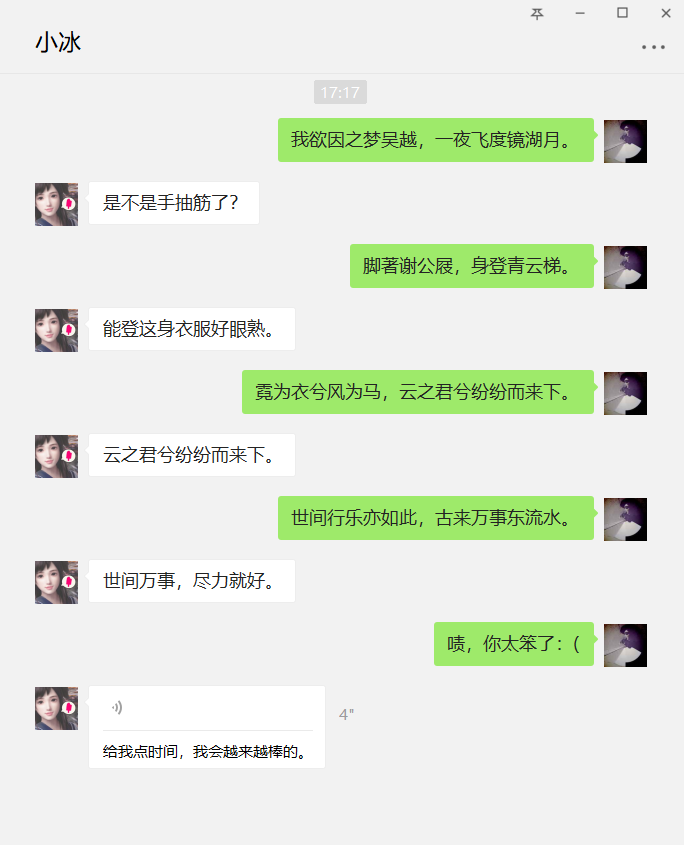 小冰
17:17
我欲因之梦吴越，一夜飞度镜湖月。
是不是手抽筋了？
脚著谢公屐，身登青云梯。
能登这身衣服好眼熟。
霓为衣兮风为马，云之君兮纷纷而来下。
云之君兮纷纷而来下。
世间行乐亦如此，古来万事东流水。
世间万事，尽力就好。
啧，你太笨了：(
4"
给我点时间，我会越来越棒的。